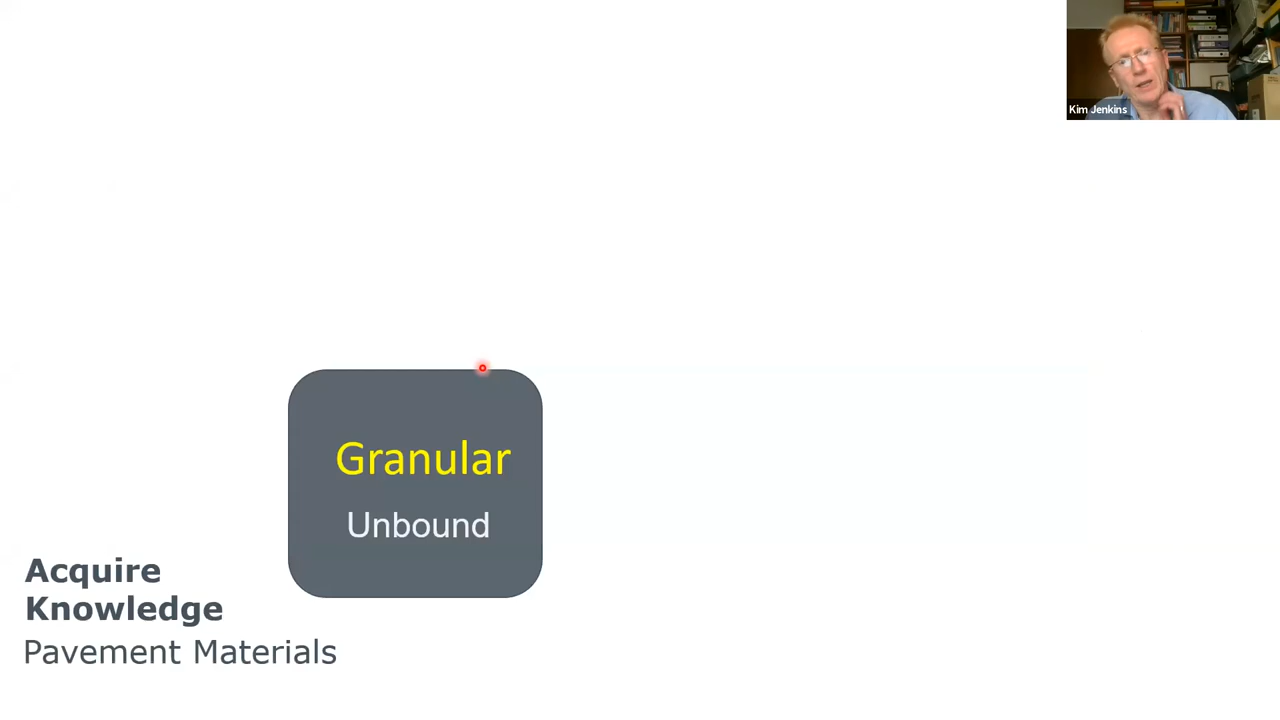 Kim Jenkins
Granular
Unbound
Acquire
Knowledge
Pavement Materials